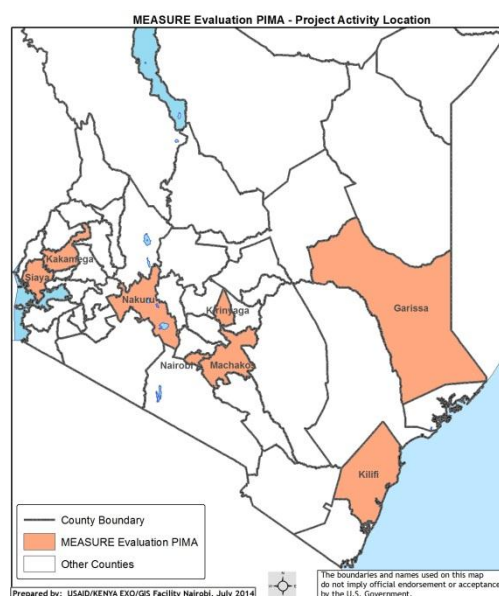 MEASURE Evaluation PIMA - Project Activity Location
Kakamega
Siaya
Nakuru
Kirinyaga
Garissa
Nairobi
Machakos
Kilifi
County Boundary
MEASURE Evaluation PIMA
Other Counties
The boundaries and names used on this map
do not imply official endorsement or acceptance
by the U.S. Government.
Prepared by: USAID/KENYA EXO/GIS Facility Nairobi, July 2014